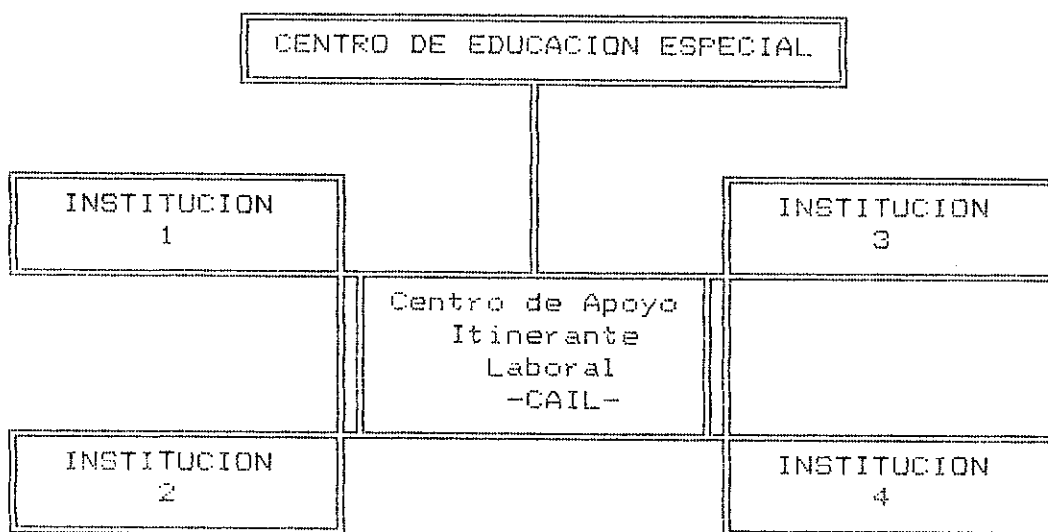 CENTRO DE EDUCACION ESPECIAL
INSTITUCION
1
INSTITUCION
3
Centro de Apoyo
Itinerante
Laboral
-CAIL-
INSTITUCION
2
INSTITUCION
4